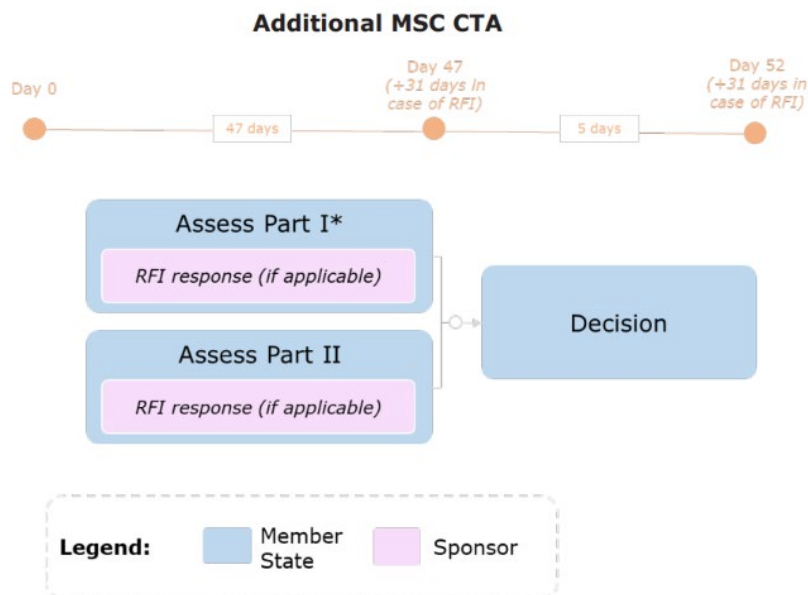 Additional MSC CTA
Day 0
Day 47
(+31 days in
case of RFI)
Day 52
(+31 days in
case of RFI)
47 days
5 days
Assess Part I*
RFI response (if applicable)
Assess Part II
RFI response (if applicable)
Decision
Legend:
Member
State
Sponsor